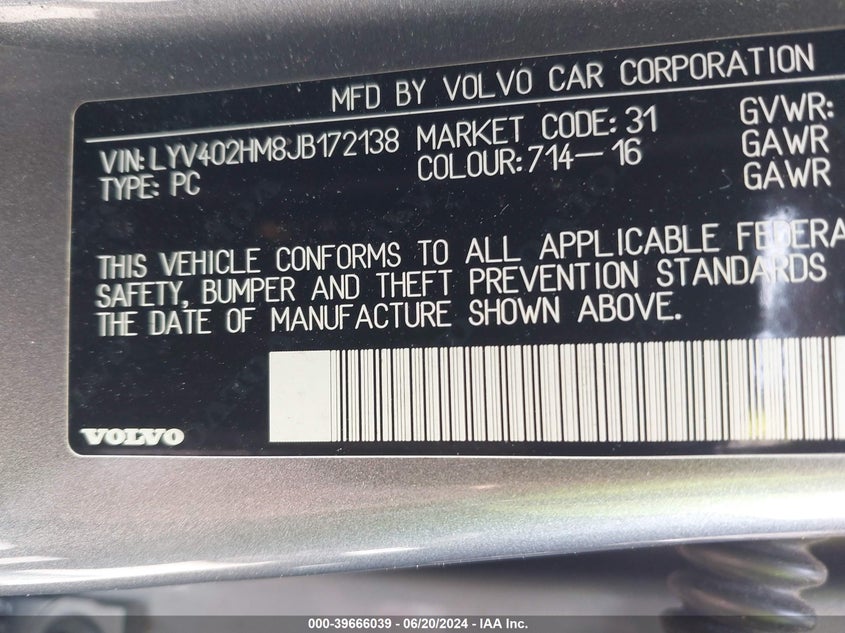 MFD BY VOLVO CAR CORPORATION
VIN: LYV402HM8JB172138 MARKET CODE: 31 GVWR:
TYPE: PC COLOUR: 714-16 GAWR
GAWR
THIS VEHICLE CONFORMS TO ALL APPLICABLE FEDERA
SAFETY, BUMPER AND THEFT PREVENTION STANDARDS
THE DATE OF MANUFACTURE SHOWN ABOVE.
VOLVO
000-39666039 - 06/20/2024 - IAA Inc.